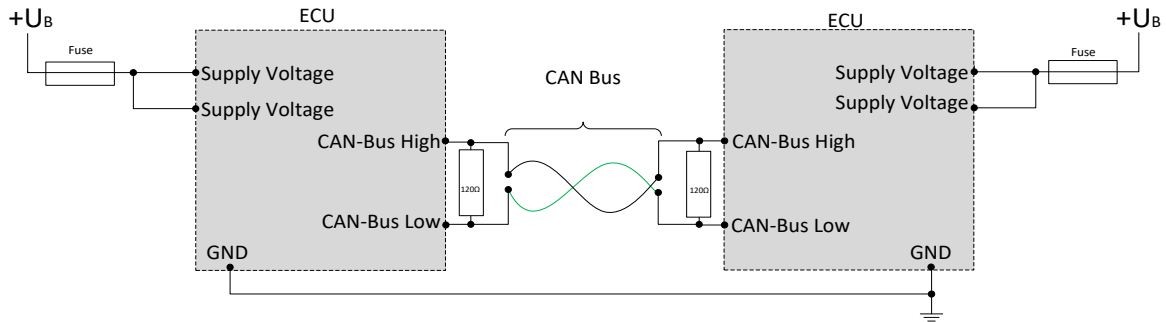 ECU
ECU
+UB
+UB
Fuse
Fuse
Supply Voltage
Supply Voltage
CAN Bus
Supply Voltage
Supply Voltage
CAN-Bus High
CAN-Bus High
120Ω
120Ω
CAN-Bus Low
CAN-Bus Low
GND
GND